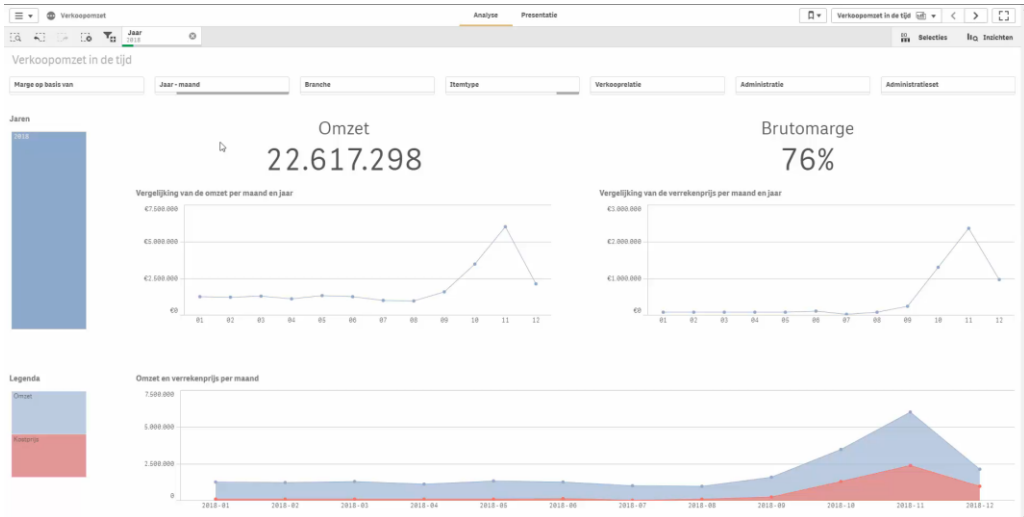 Verkoopomzet
Analyse
Presentatie
Verkoopomzet in de tijd
Jaar
2018
Selecties
Inzichten
Verkoopomzet in de tijd
Marge op basis van
Jaar - maand
Branche
Itemtype
Verkooprelatie
Administratie
Administratieset
Jaren
2018
Omzet
22.617.298
Brutomarge
76%
Vergelijking van de omzet per maand en jaar
€7.500.000
€5.000.000
€2.500.000
€0
01 02 03 04 05 06 07 08 09 10 11 12
Vergelijking van de verrekenprijs per maand en jaar
€3.000.000
€2.000.000
€1.000.000
€0
01 02 03 04 05 06 07 08 09 10 11 12
Legenda
Omzet
Kostprijs
Omzet en verrekenprijs per maand
7.500.000
5.000.000
2.500.000
0
2018-01 2018-02 2018-03 2018-04 2018-05 2018-06 2018-07 2018-08 2018-09 2018-10 2018-11 2018-12